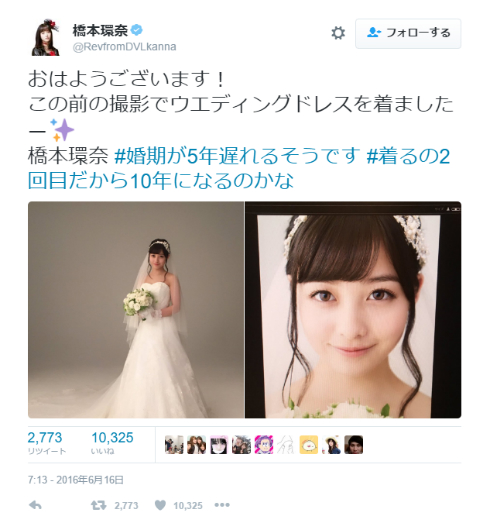 橋本環奈
@RevfromDVLkanna
フォローする
おはようございます！
この前の撮影でウエディングドレスを着ました
ー
橋本環奈 #婚期が5年遅れるそうです #着るの2
回目だから10年になるのかな
2,773 10,325
リツイート いいね
7:13 - 2016年6月16日
2,773 10,325